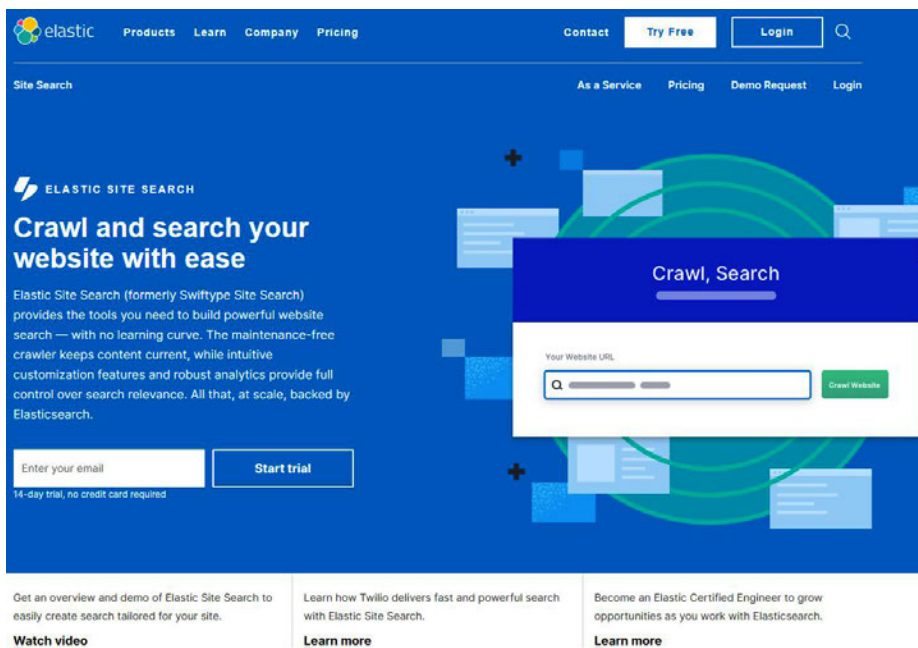 elastic Products Learn Company Pricing Contact Try Free Login
Site Search As a Service Pricing Demo Request Login
ELASTIC SITE SEARCH
Crawl and search your
website with ease
Elastic Site Search (formerly Swiftype Site Search)
provides the tools you need to build powerful website
search — with no learning curve. The maintenance-free
crawler keeps content current, while intuitive
customization features and robust analytics provide full
control over search relevance. All that, at scale, backed by
Elasticsearch.
Enter your email Start trial
14-day trial, no credit card required
Crawl, Search
Your Website URL
Crawl Website
Get an overview and demo of Elastic Site Search to
easily create search tailored for your site.
Watch video
Learn how Twilio delivers fast and powerful search
with Elastic Site Search.
Learn more
Become an Elastic Certified Engineer to grow
opportunities as you work with Elasticsearch.
Learn more